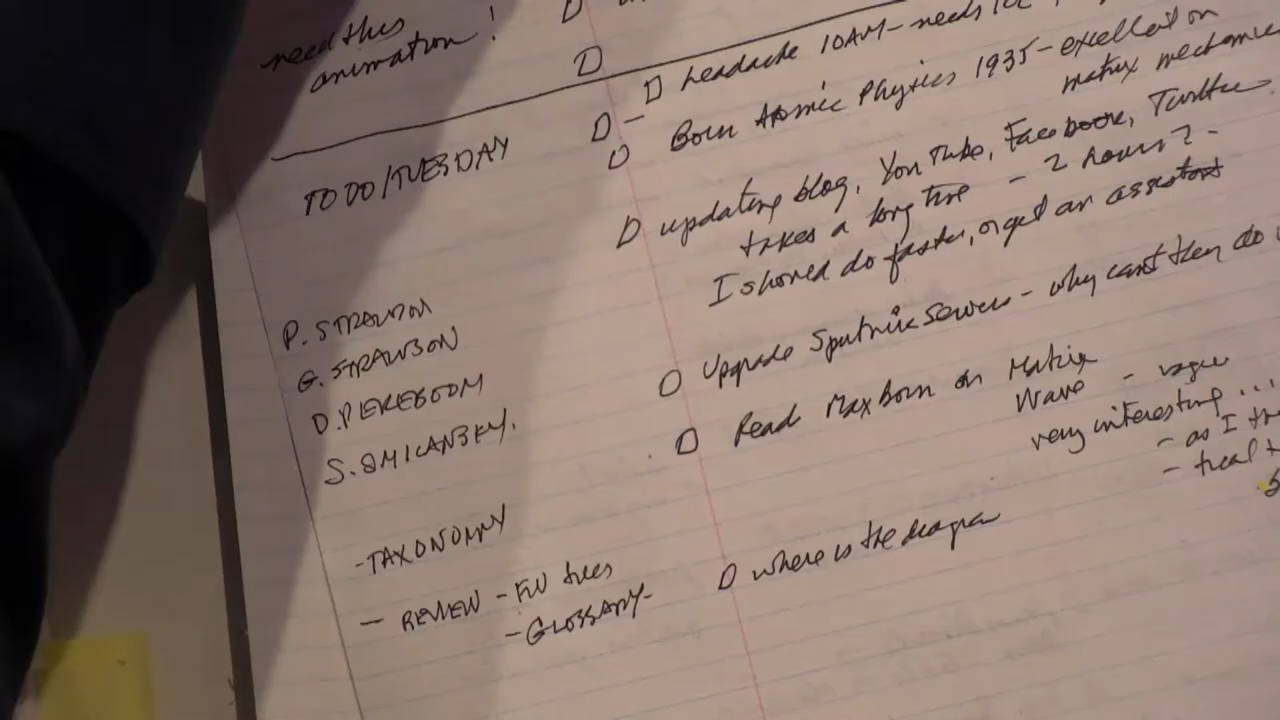 need this
animation!
headache 10AM - needs
Born Atomic Physics 1935 - excellent on
matrix mechanics
TODO/TUESDAY
updating blog, YouTube, Facebook, Twitter
takes a long time - 2 hours? -
I should do faster, or get an assistant
P. STRAWSON
G. STRAWSON
D. PEREBOOM
S. SMILANSKY.
Upgrade Sputnik Servers - why can't they do
Read Max Born on Matrix
Wave - vague
very interesting ...
- as I
- treat
- TAXONOMY
- REVIEW - FW trees
- GLOSSARY -
where is the diagram